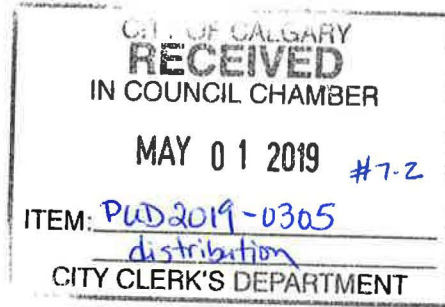 CITY OF CALGARY
RECEIVED
IN COUNCIL CHAMBER
MAY 01 2019 #7-2
ITEM: PUD2019-0305
distribution
CITY CLERK'S DEPARTMENT